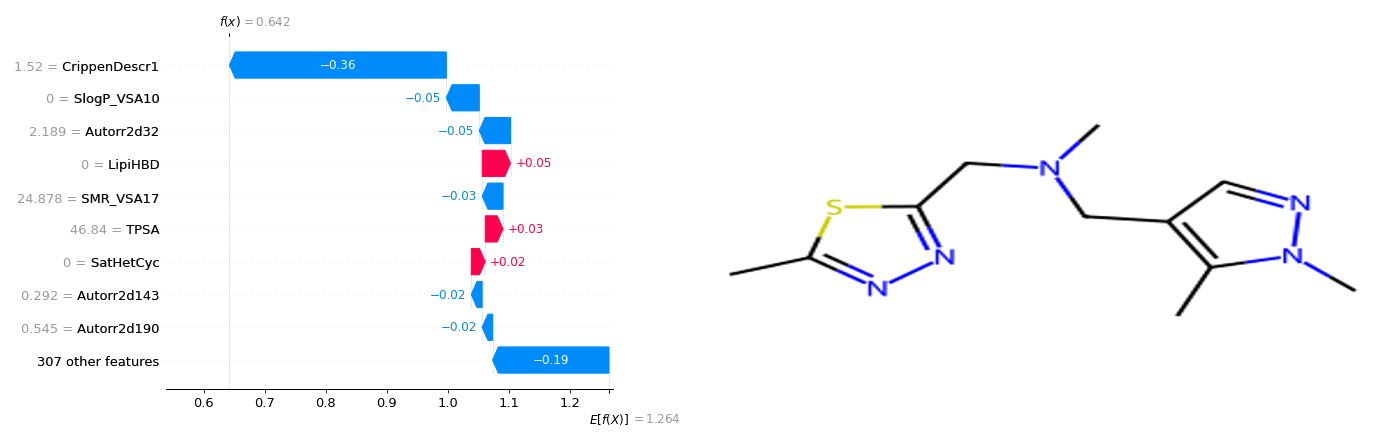 f(x) = 0.642
1.52 = CrippenDescr1
−0.36
0 = SlogP_VSA10
−0.05
2.189 = Autorr2d32
−0.05
0 = LipiHBD
+0.05
24.878 = SMR_VSA17
−0.03
46.84 = TPSA
+0.03
0 = SatHetCyc
+0.02
0.292 = Autorr2d143
−0.02
0.545 = Autorr2d190
−0.02
307 other features
−0.19
0.6 0.7 0.8 0.9 1.0 1.1 1.2
E[f(X)] = 1.264
N
S
N
N
N
N
N